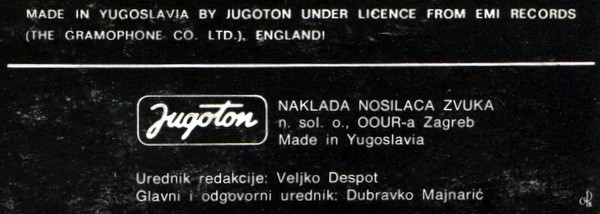 MADE IN YUGOSLAVIA BY JUGOTON UNDER LICENCE FROM EMI RECORDS
(THE GRAMOPHONE CO. LTD.), ENGLAND!
Jugoton
NAKLADA NOSILACA ZVUKA
n. sol. o., OOUR-a Zagreb
Made in Yugoslavia
Urednik redakcije: Veljko Despot
Glavni i odgovorni urednik: Dubravko Majnarić